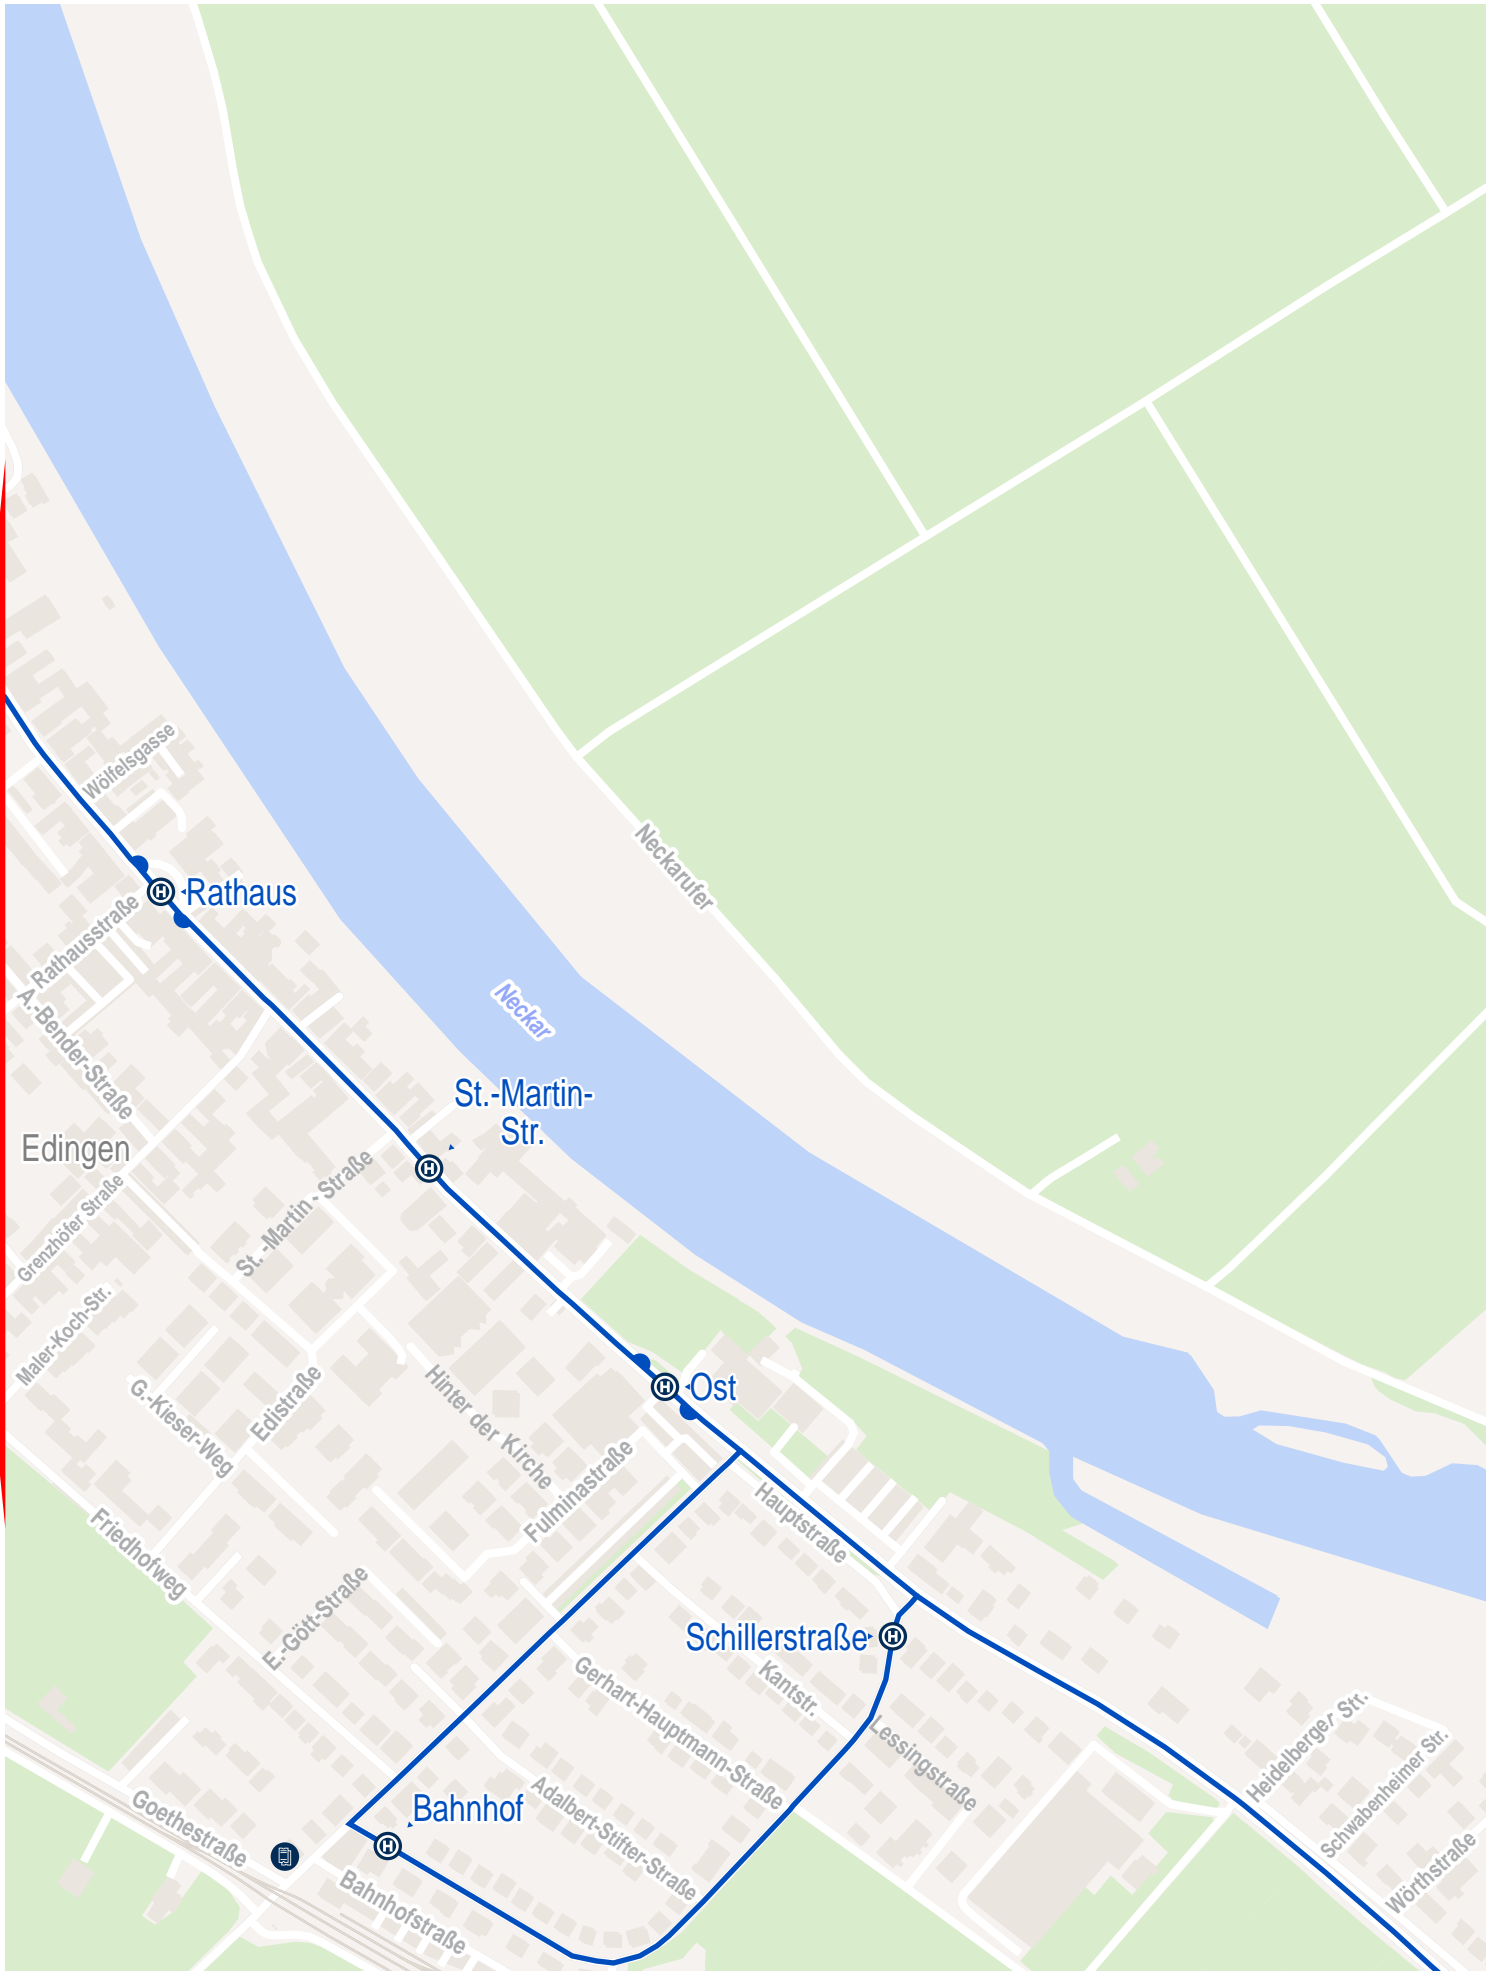 Wölfelsgasse
Neckarufer
H
Rathaus
Rathausstraße
Neckar
A.-Bender-Straße
St.-Martin-
Str.
Edingen
H
St.-Martin-Straße
Grenzhöfer Straße
Maler-Koch-Str.
G.-Kieser-Weg
Edistraße
Hinter der Kirche
H
Ost
Fulminastraße
Hauptstraße
Friedhofweg
E.-Gött-Straße
Schillerstraße
H
Gerhart-Hauptmann-Straße
Kantstr.
Lessingstraße
Heidelberger Str.
Schwabenheimer Str.
Wörthstraße
Goethestraße
Bahnhof
H
Adalbert-Stifter-Straße
Bahnhofstraße